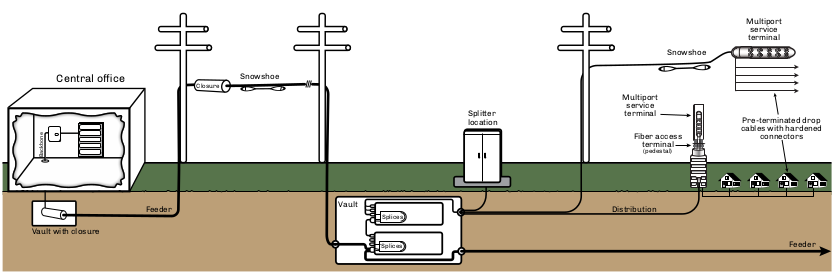 Central office
Backbone
Vault with closure
Feeder
Closure
Snowshoe
Vault
Splices
Splices
Splitter
location
Distribution
Feeder
Snowshoe
Multiport
service
terminal
Multiport
service
terminal
Fiber access
terminal
(pedestal)
Pre-terminated drop
cables with hardened
connectors